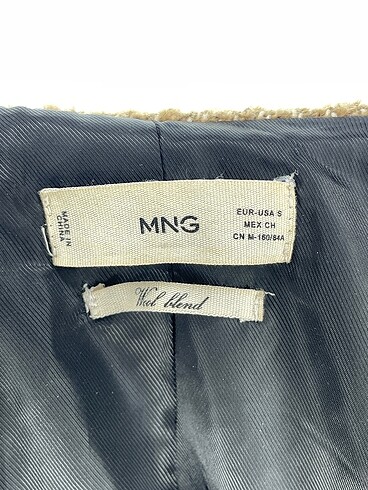 MADE IN
CHINA
MNG
EUR-USA S
MEX CH
CN M-160/84A
Wool blend